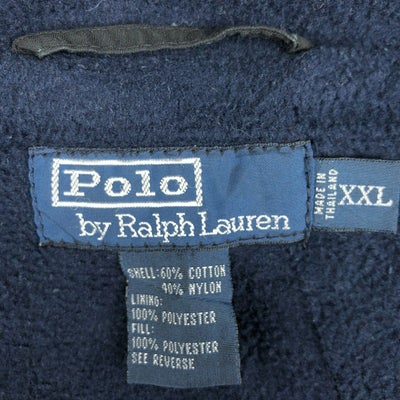 Polo
by Ralph Lauren
MADE IN
THAILAND
XXL
SHELL: 60% COTTON
40% NYLON
LINING:
100% POLYESTER
FILL:
100% POLYESTER
SEE REVERSE